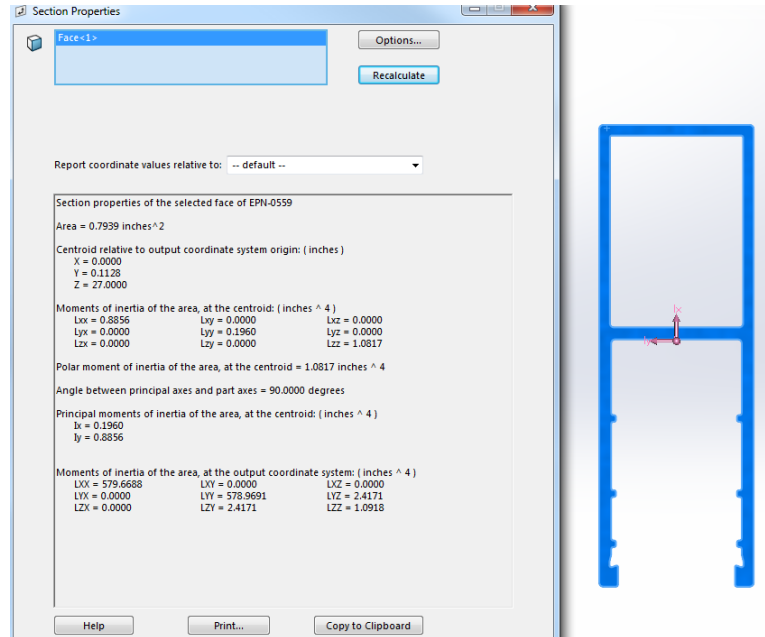 Section Properties
Face<1>
Options...
Recalculate
Report coordinate values relative to: -- default --
Section properties of the selected face of EPN-0559
Area = 0.7939 inches^2
Centroid relative to output coordinate system origin: ( inches )
X = 0.0000
Y = 0.1128
Z = 27.0000
Moments of inertia of the area, at the centroid: ( inches ^ 4 )
Lxx = 0.8856 Lxy = 0.0000 Lxz = 0.0000
Lyx = 0.0000 Lyy = 0.1960 Lyz = 0.0000
Lzx = 0.0000 Lzy = 0.0000 Lzz = 1.0817
Polar moment of inertia of the area, at the centroid = 1.0817 inches ^ 4
Angle between principal axes and part axes = 90.0000 degrees
Principal moments of inertia of the area, at the centroid: ( inches ^ 4 )
Ix = 0.1960
Iy = 0.8856
Moments of inertia of the area, at the output coordinate system: ( inches ^ 4 )
LXX = 579.6688 LXY = 0.0000 LXZ = 0.0000
LYX = 0.0000 LYY = 578.9691 LYZ = 2.4171
LZX = 0.0000 LZY = 2.4171 LZZ = 1.0918
Help Print... Copy to Clipboard
Ix
Iy